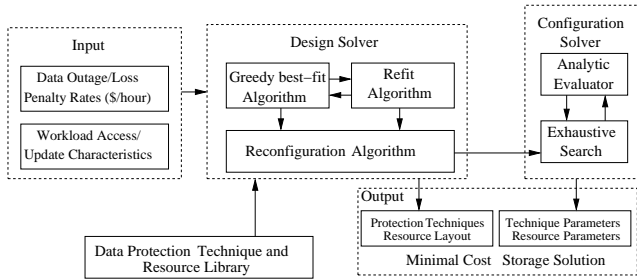 Input
Data Outage/Loss
Penalty Rates ($/hour)
Workload Access/
Update Characteristics
Design Solver
Greedy best−fit
Algorithm
Refit
Algorithm
Reconfiguration Algorithm
Configuration
Solver
Analytic
Evaluator
Exhaustive
Search
Data Protection Technique and
Resource Library
Output
Protection Techniques
Resource Layout
Technique Parameters
Resource Parameters
Minimal Cost Storage Solution